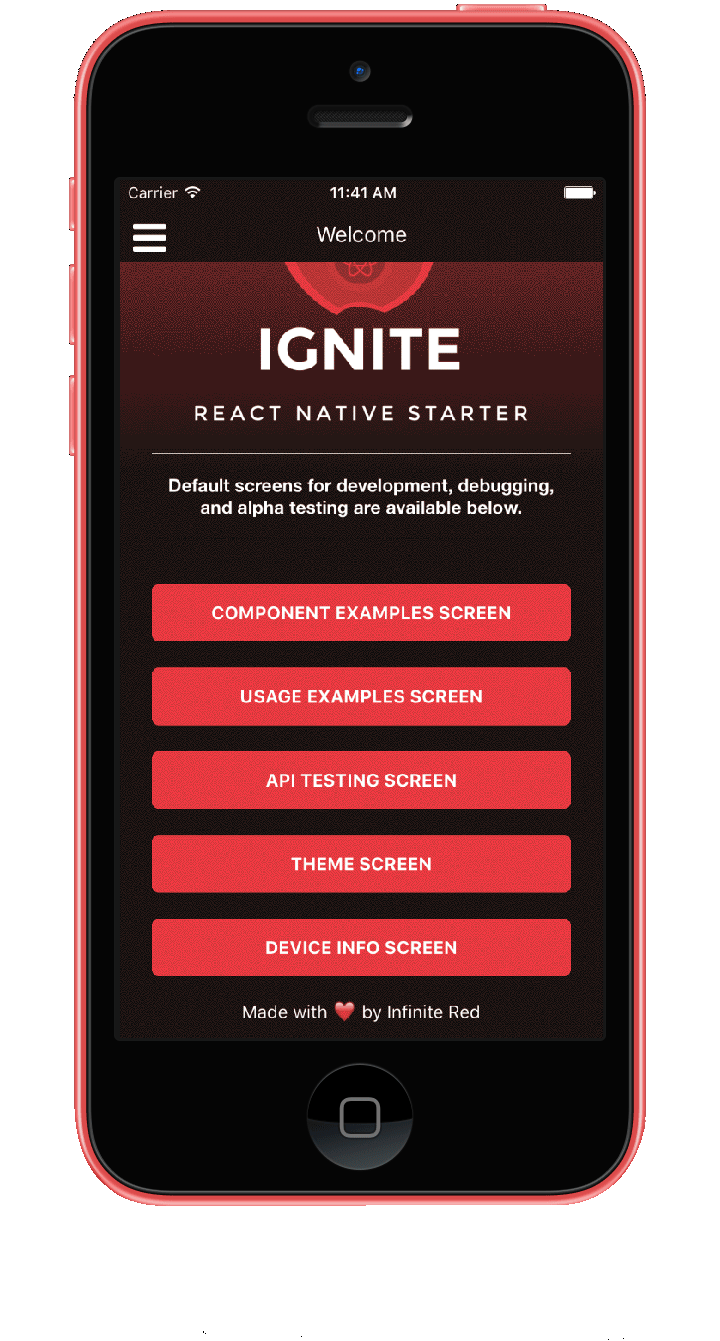 Carrier 11:41 AM
Welcome
IGNITE
REACT NATIVE STARTER
Default screens for development, debugging,
and alpha testing are available below.
COMPONENT EXAMPLES SCREEN
USAGE EXAMPLES SCREEN
API TESTING SCREEN
THEME SCREEN
DEVICE INFO SCREEN
Made with ❤️ by Infinite Red